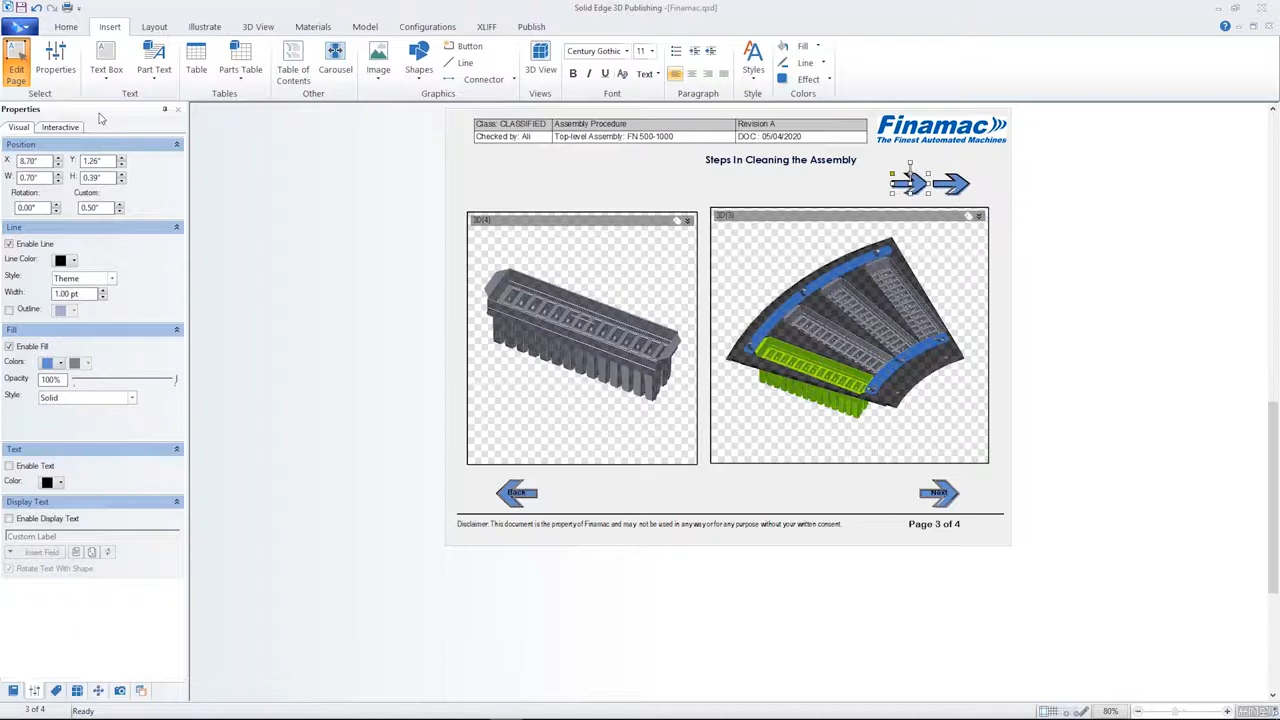 Solid Edge 3D Publishing -[Finamac.qsd]
Home Insert Layout Illustrate 3D View Materials Model Configurations XLIFF Publish
Edit Page
Properties
Text Box
Part Text
Table
Parts Table
Table of Contents
Carousel
Image
Shapes
Button
Line
Connector
3D View
Century Gothic 11
B I U Ap Text
Styles
Fill
Line
Effect
Select Text Tables Other Graphics Views Paragraph Style Colors
Properties
Visual Interactive
Position
X: 8.70" Y: 1.26"
W: 0.70" H: 0.39"
Rotation: Custom:
0.00° 0.50"
Line
Enable Line
Line Color:
Style: Theme
Width: 1.00 pt
Outline:
Fill
Enable Fill
Colors:
Opacity 100%
Style: Solid
Text
Enable Text
Color:
Display Text
Enable Display Text
Custom Label
Insert Field
Rotate Text With Shape
Class: CLASSIFIED Assembly Procedure Revision A
Checked by: Ali Top-level Assembly: FN 500-1000 DOC : 05/04/2020
Finamac
The Finest Automated Machines
Steps In Cleaning the Assembly
3D(4)
3D(3)
Back
Next
Disclaimer: This document is the property of Finamac and may not be used in any way or for any purpose without your written consent.
Page 3 of 4
3 of 4 Ready 80%